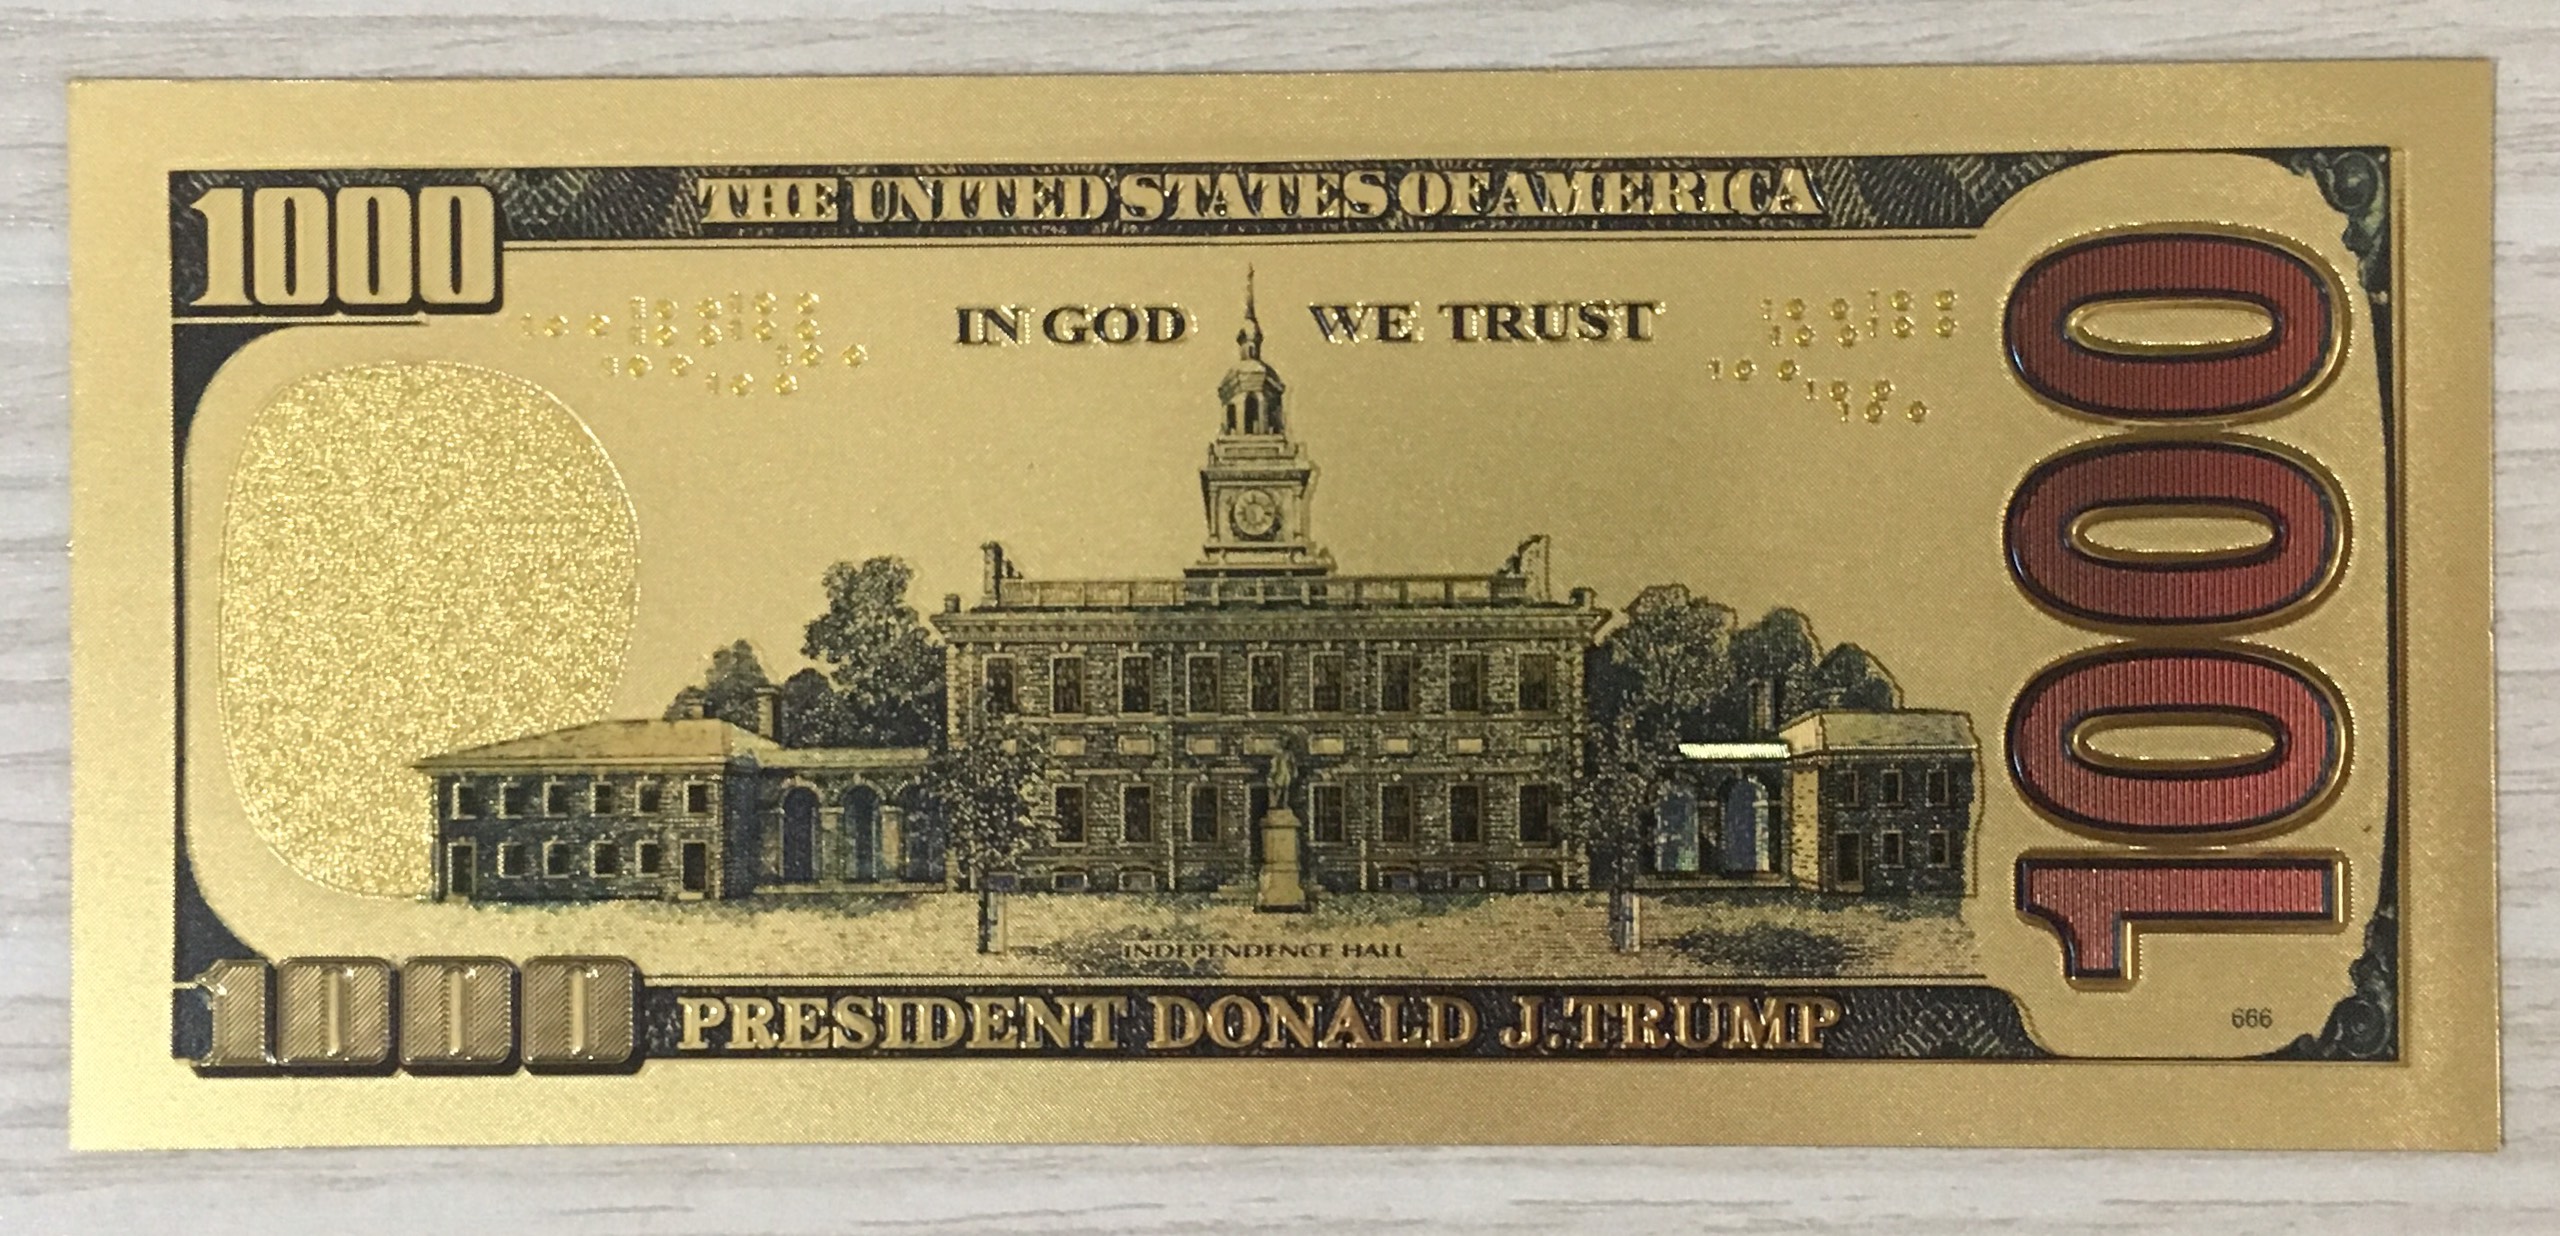 1000
THE UNITED STATES OF AMERICA
IN GOD WE TRUST
1000
INDEPENDENCE HALL
1000
PRESIDENT DONALD J.TRUMP
666